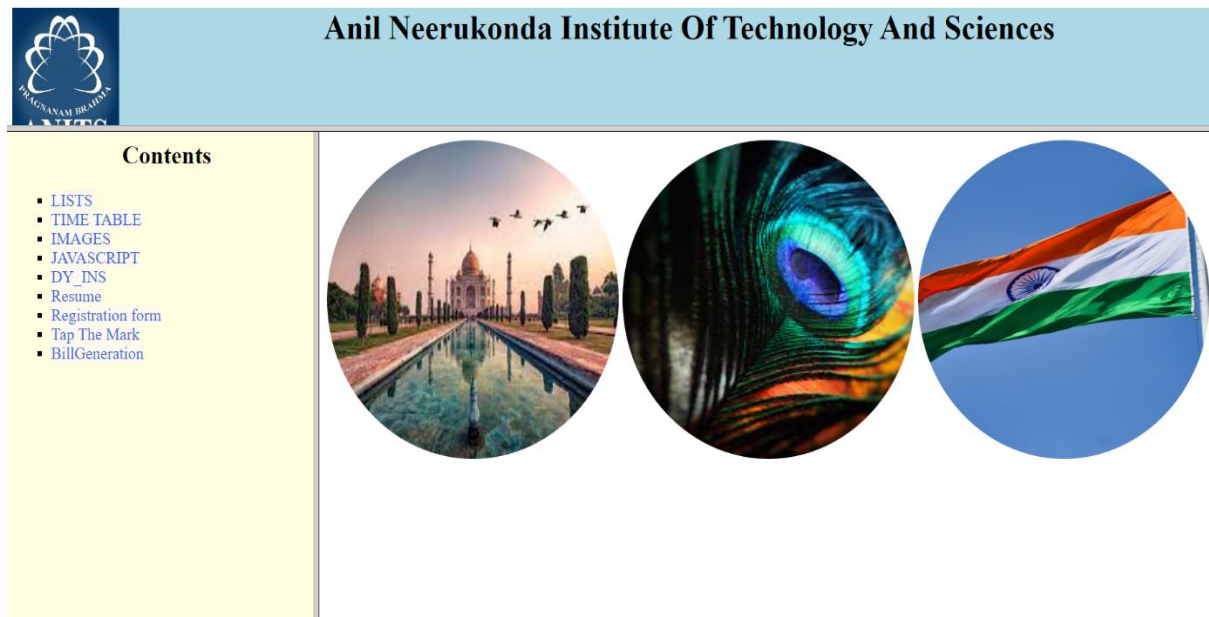 Anil Neerukonda Institute Of Technology And Sciences
PRAGNANAM BRAHMA
ANITS
Contents
LISTS
TIME TABLE
IMAGES
JAVASCRIPT
DY_INS
Resume
Registration form
Tap The Mark
BillGeneration